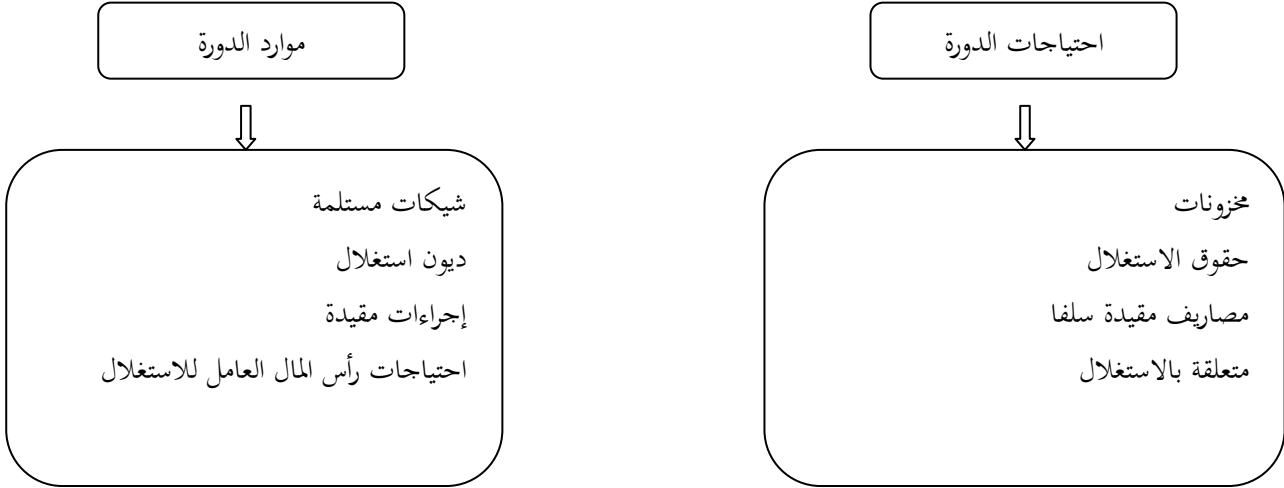 احتياجات الدورة
مخزونات
حقوق الاستغلال
مصاريف مقيدة سلفا
متعلقة بالاستغلال
موارد الدورة
شيكات مستلمة
ديون استغلال
إجراءات مقيدة
احتياجات رأس المال العامل للاستغلال